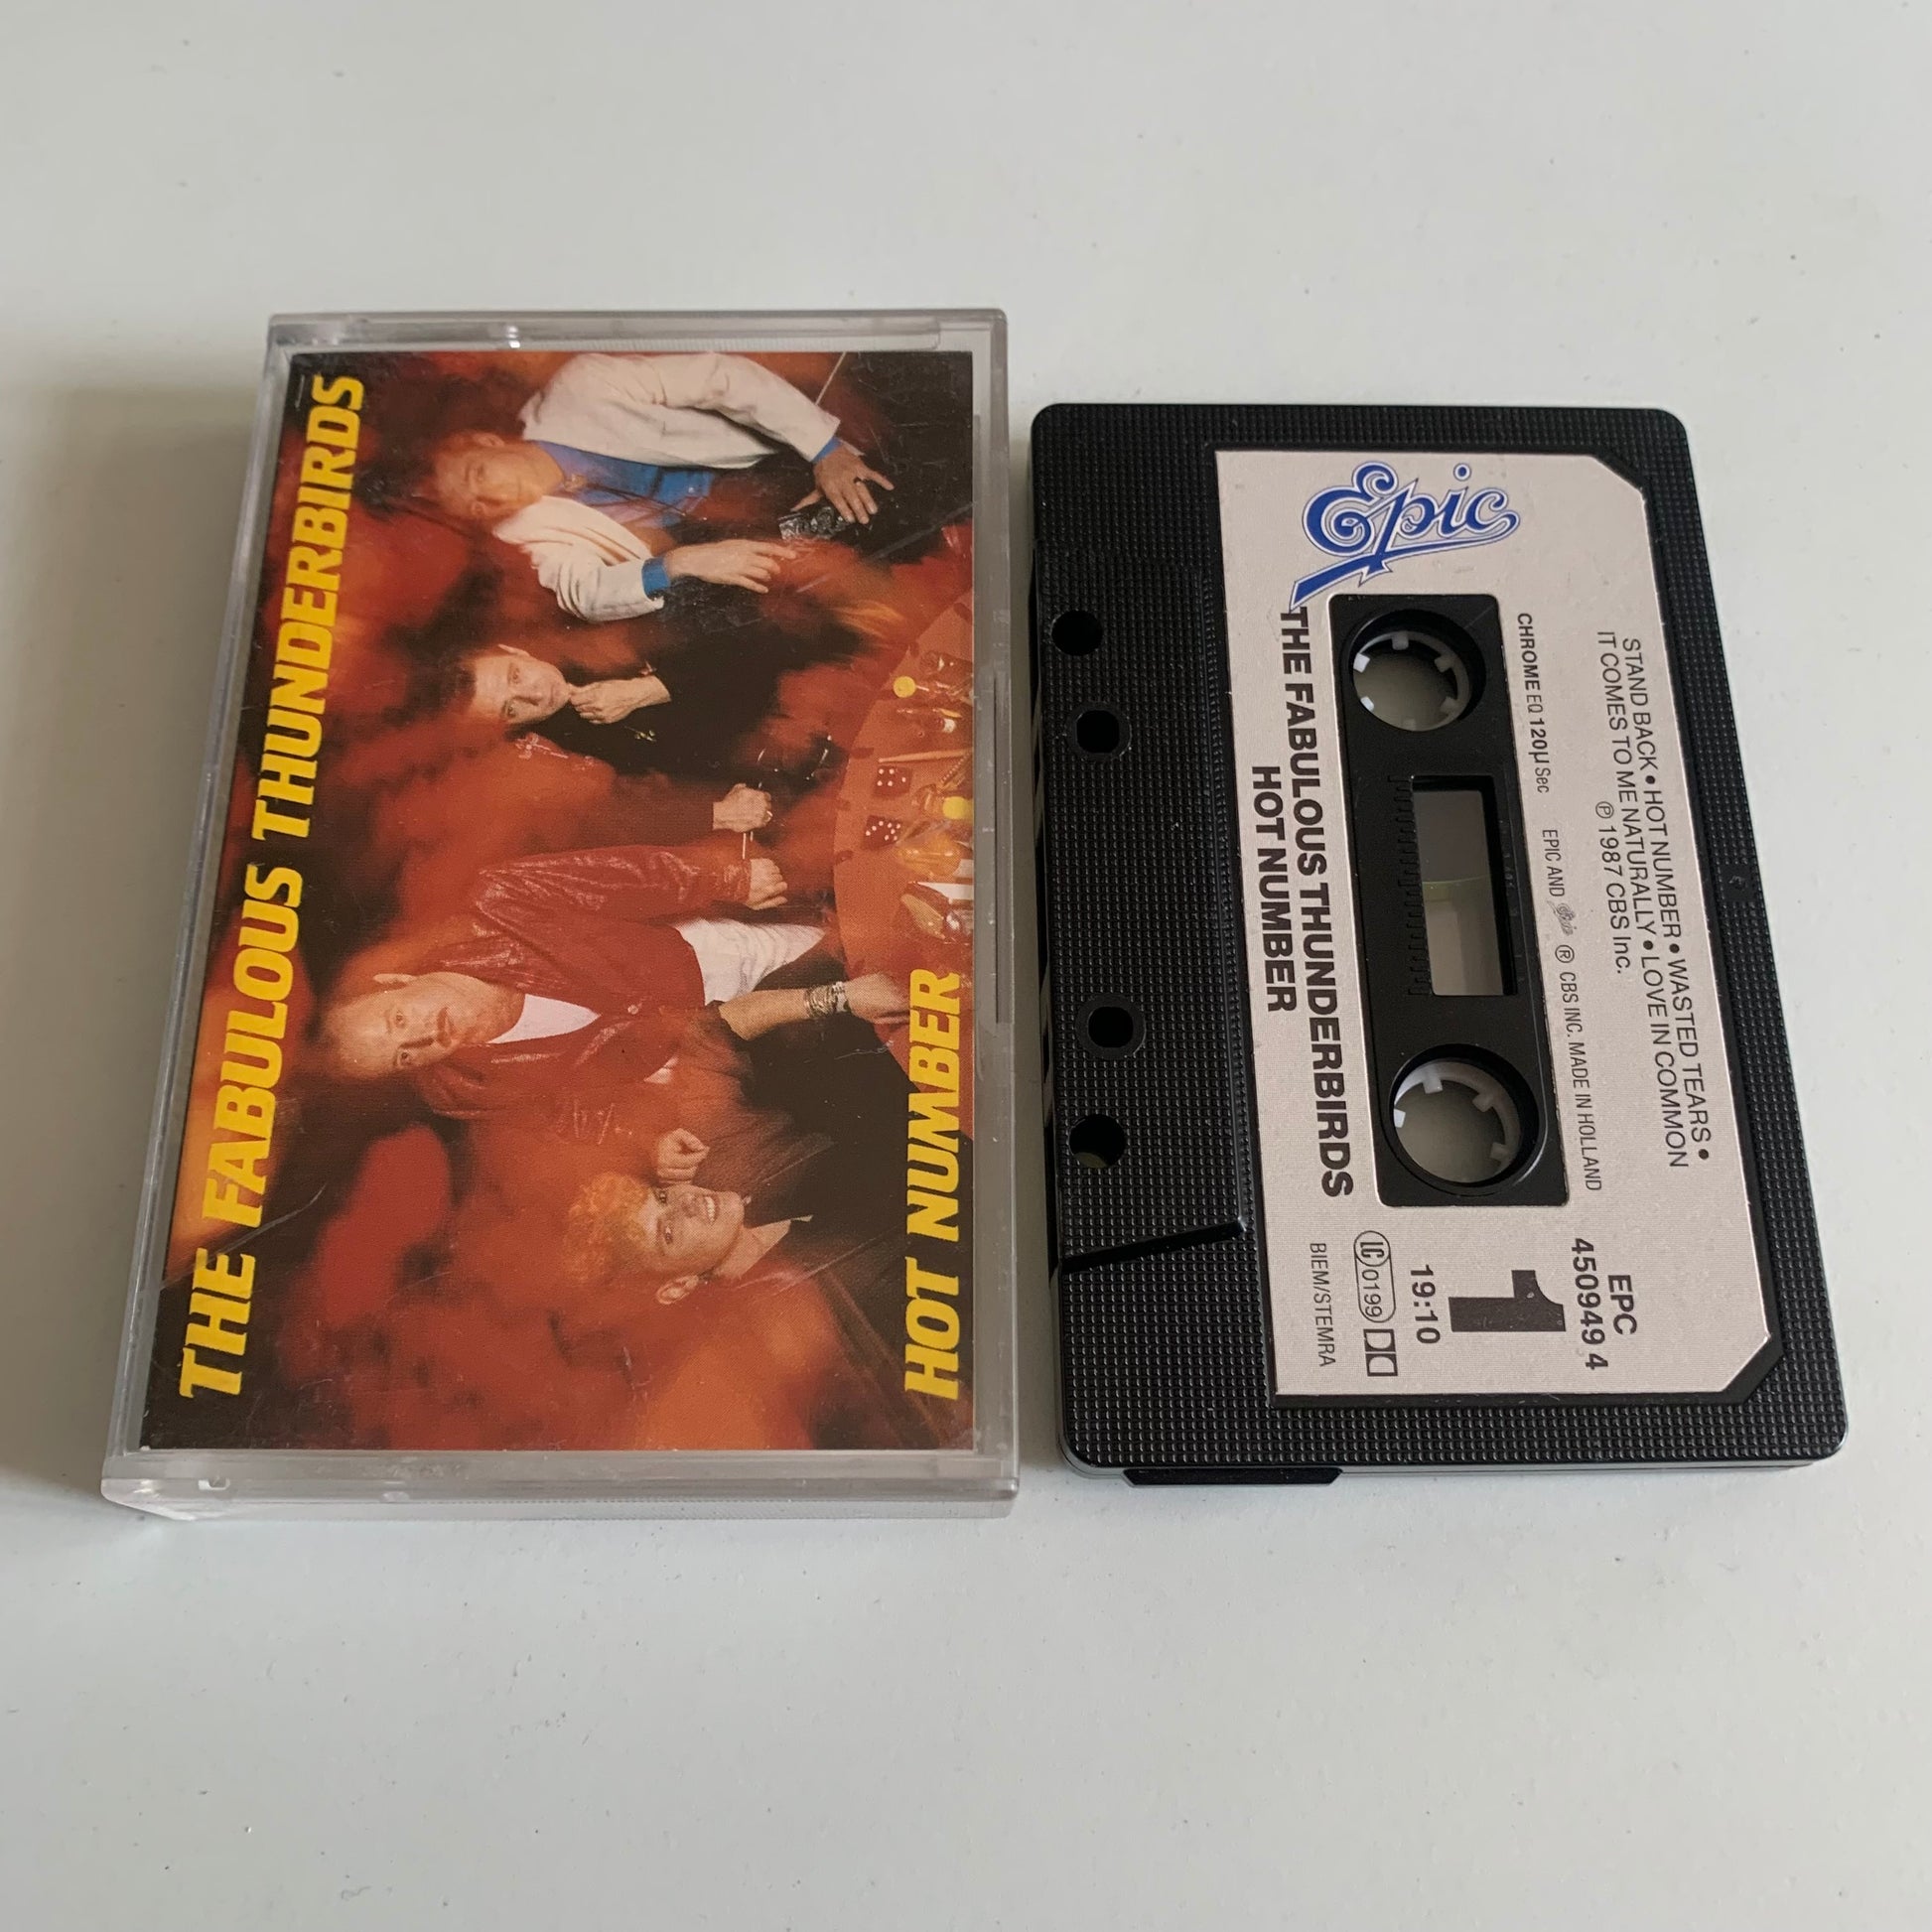 THE FABULOUS THUNDERBIRDS
HOT NUMBER
STAND BACK • HOT NUMBER • WASTED TEARS •
IT COMES TO ME NATURALLY • LOVE IN COMMON
℗ 1987 CBS Inc.
Epic
CHROME EQ 120µ Sec
EPIC AND Epic ® CBS INC. MADE IN HOLLAND
THE FABULOUS THUNDERBIRDS
HOT NUMBER
EPC
450949 4
1
19:10
LC 0199
BIEM/STEMRA